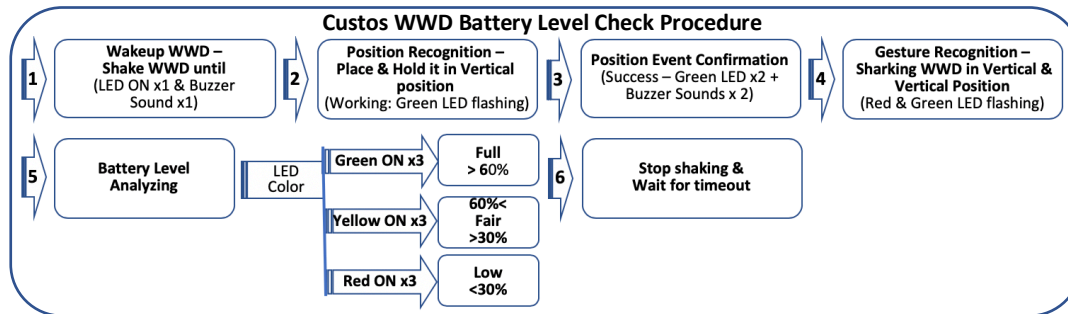 Custos WWD Battery Level Check Procedure
1
Wakeup WWD –
Shake WWD until
(LED ON x1 & Buzzer
Sound x1)
2
Position Recognition –
Place & Hold it in Vertical
position
(Working: Green LED flashing)
3
Position Event Confirmation
(Success – Green LED x2 +
Buzzer Sounds x 2)
4
Gesture Recognition –
Sharking WWD in Vertical &
Vertical Position
(Red & Green LED flashing)
5
Battery Level
Analyzing
LED
Color
Green ON x3
Full
> 60%
Yellow ON x3
60%<
Fair
>30%
Red ON x3
Low
<30%
6
Stop shaking &
Wait for timeout